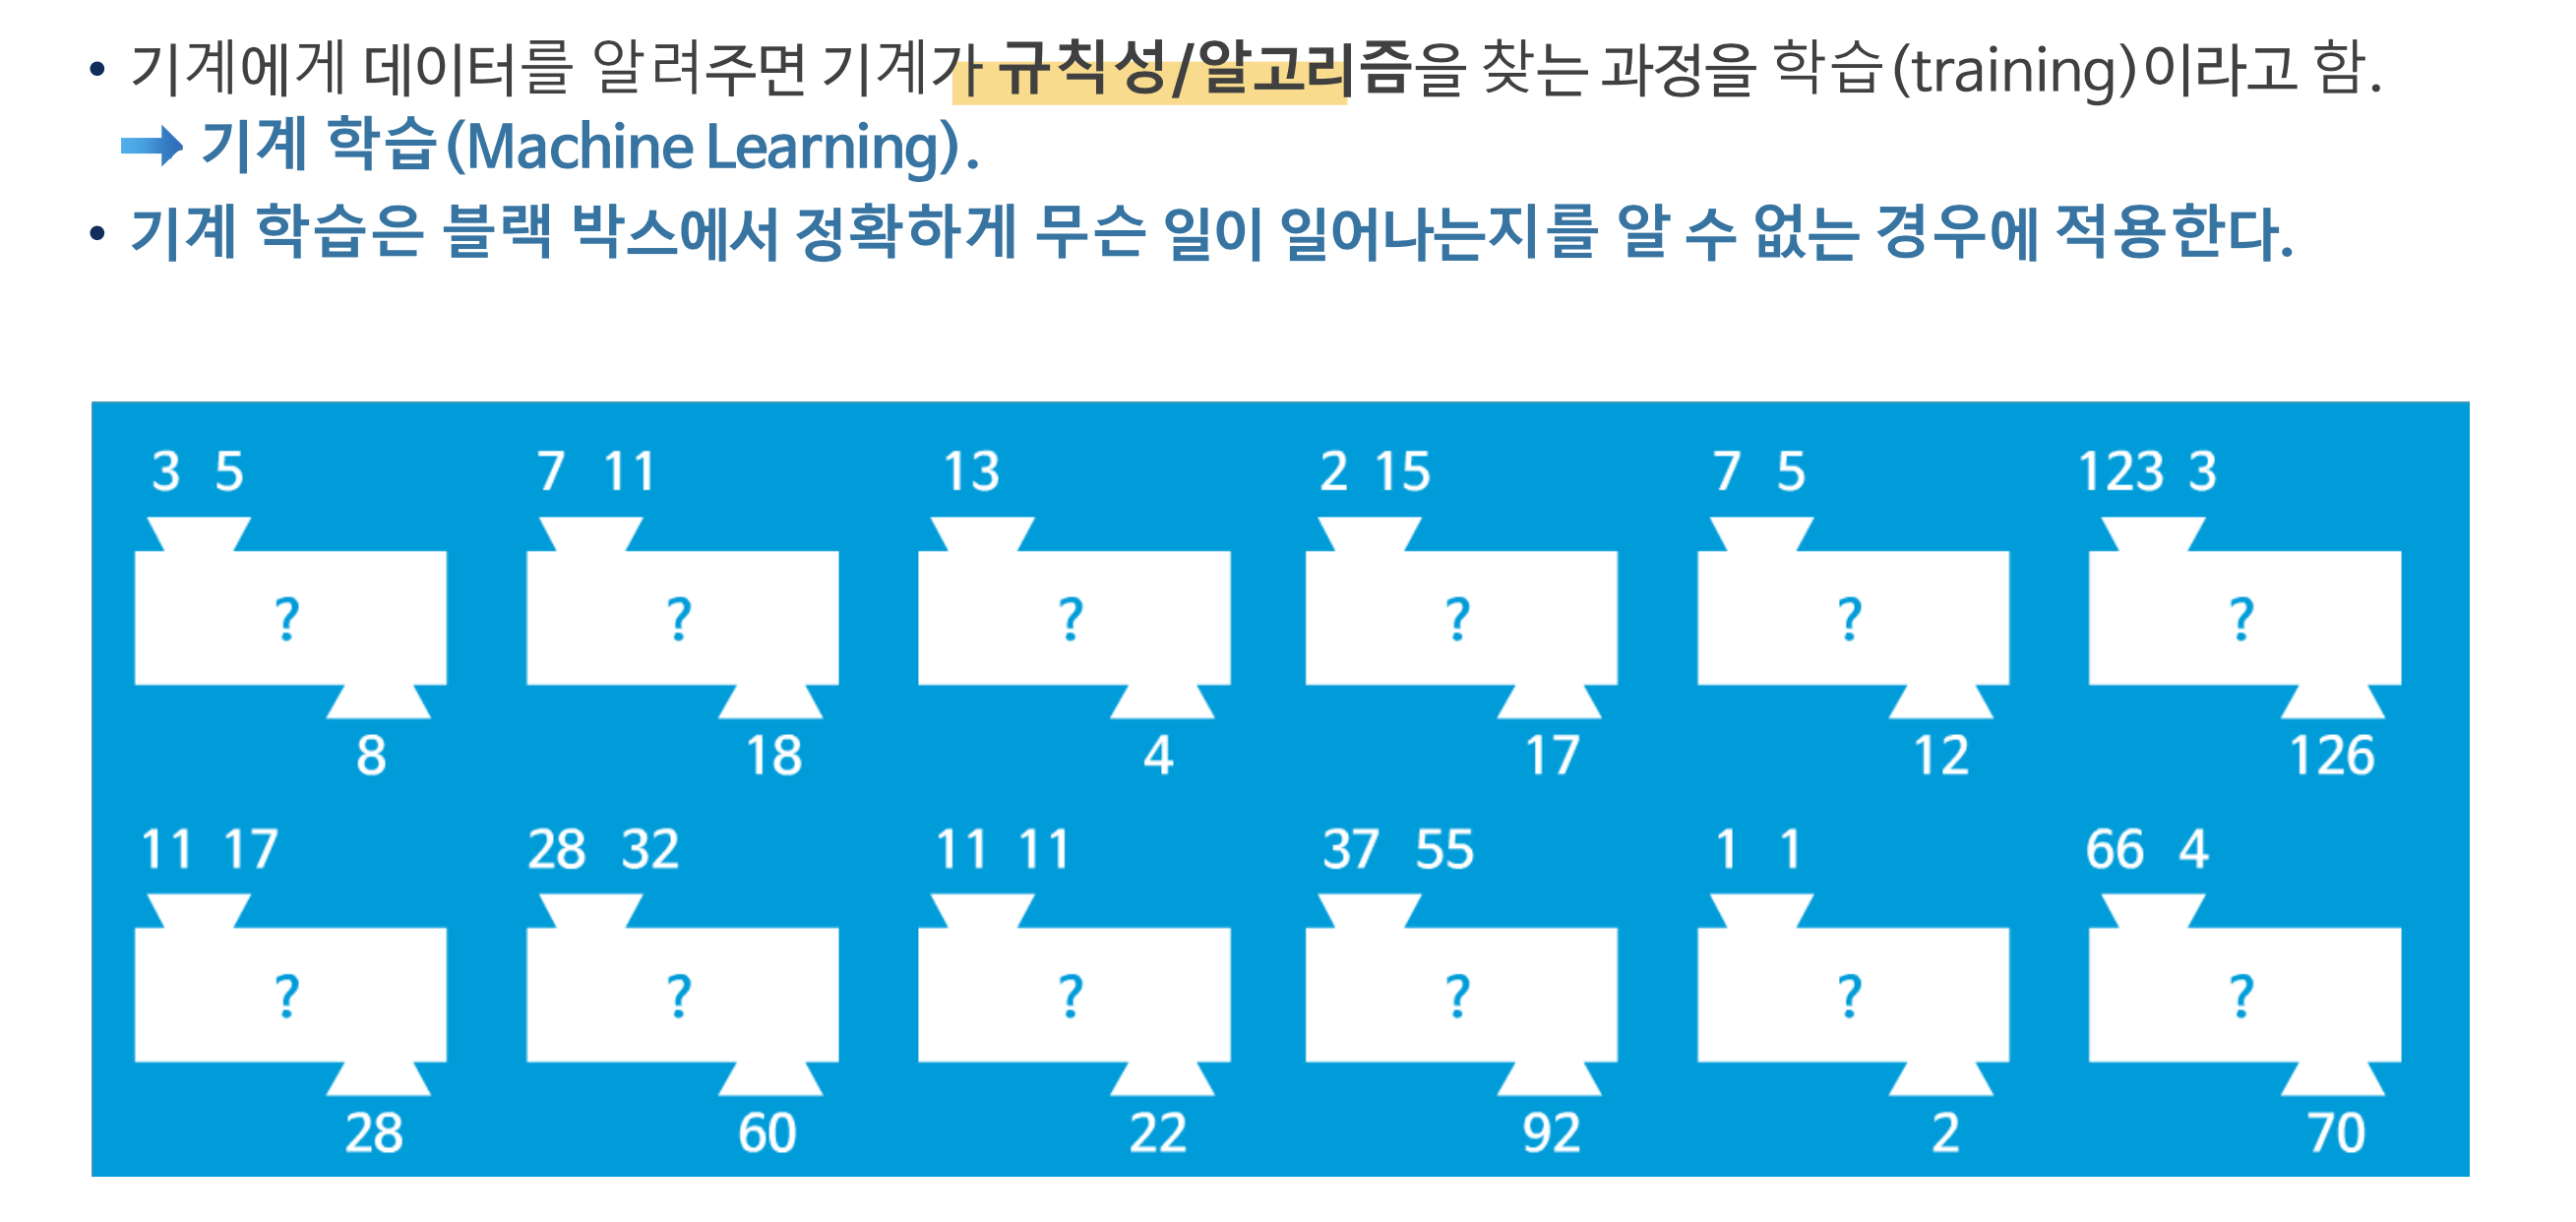 • 기계에게 데이터를 알려주면 기계가 규칙성/알고리즘을 찾는 과정을 학습(training)이라고 함.
기계 학습(Machine Learning).
• 기계 학습은 블랙 박스에서 정확하게 무슨 일이 일어나는지를 알 수 없는 경우에 적용한다.
3 5 7 11 13 2 15 7 5 123 3
? ? ? ? ? ?
8 18 4 17 12 126
11 17 28 32 11 11 37 55 1 1 66 4
? ? ? ? ? ?
28 60 22 92 2 70